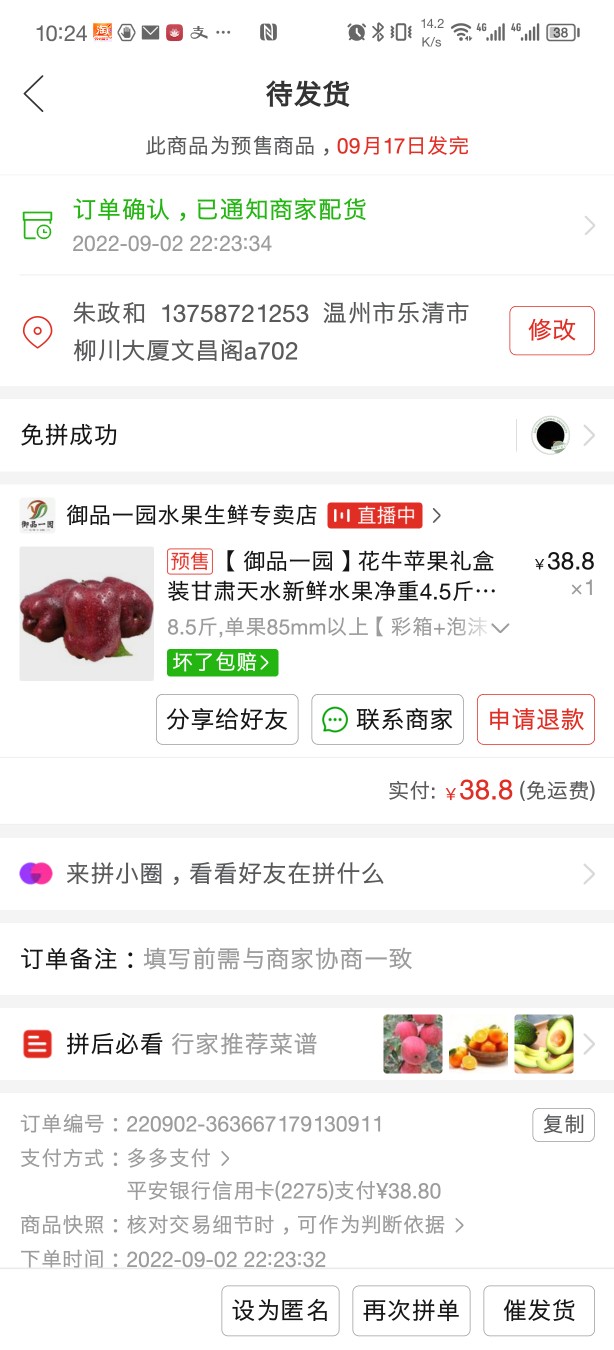 10:24
14.2
K/s
4G
4G
38
待发货
此商品为预售商品，09月17日发完
订单确认，已通知商家配货
2022-09-02 22:23:34
朱政和 13758721253 温州市乐清市
柳川大厦文昌阁a702
修改
免拼成功
御品一园水果生鲜专卖店 直播中
预售【 御品一园 】花牛苹果礼盒
¥38.8
装甘肃天水新鲜水果净重4.5斤…
×1
8.5斤,单果85mm以上【 彩箱+泡沫
坏了包赔
分享给好友 联系商家 申请退款
实付: ¥38.8 (免运费)
来拼小圈，看看好友在拼什么
订单备注：填写前需与商家协商一致
拼后必看 行家推荐菜谱
订单编号：220902-363667179130911
复制
支付方式：多多支付
平安银行信用卡(2275)支付¥38.80
商品快照：核对交易细节时，可作为判断依据
下单时间：2022-09-02 22:23:32
设为匿名 再次拼单 催发货